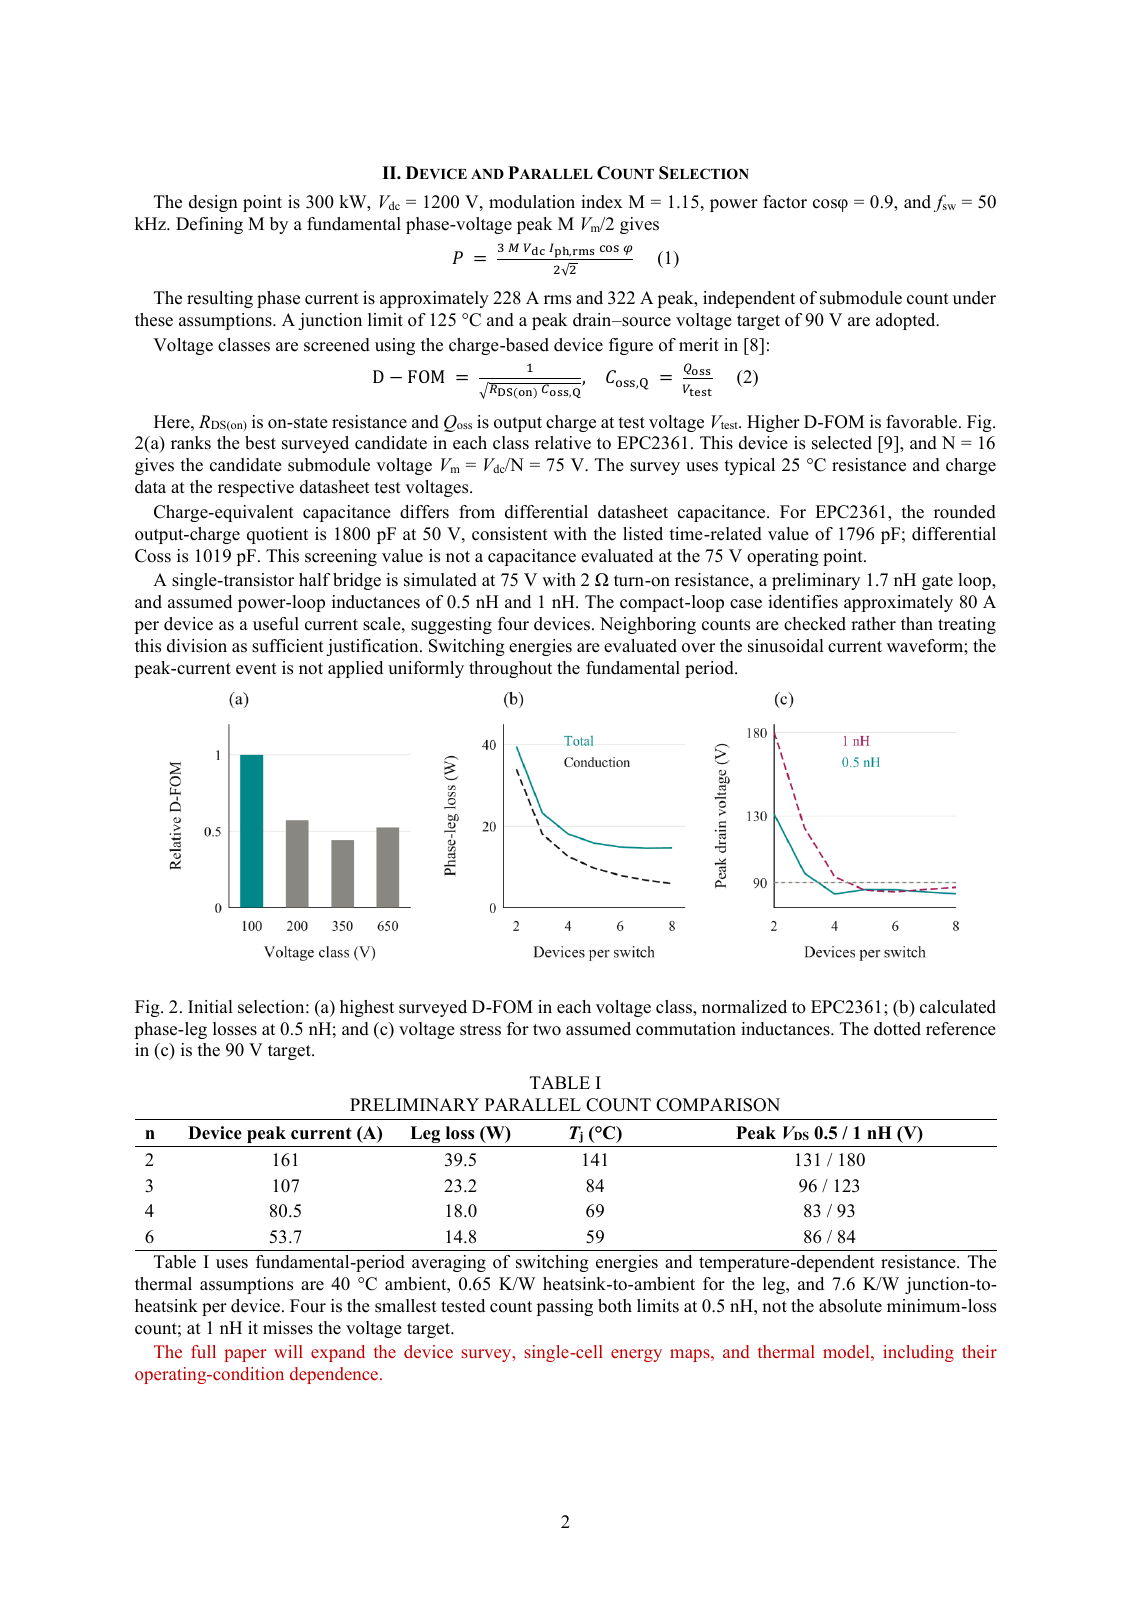 II. DEVICE AND PARALLEL COUNT SELECTION
The design point is 300 kW, Vdc = 1200 V, modulation index M = 1.15, power factor cosφ = 0.9, and fsw = 50
kHz. Defining M by a fundamental phase-voltage peak M Vm/2 gives
P = 3 M Vdc Iph,rms cos φ / 2√2 (1)
The resulting phase current is approximately 228 A rms and 322 A peak, independent of submodule count under
these assumptions. A junction limit of 125 °C and a peak drain–source voltage target of 90 V are adopted.
Voltage classes are screened using the charge-based device figure of merit in [8]:
D − FOM = 1 / √RDS(on) Coss,Q, Coss,Q = Qoss / Vtest (2)
Here, RDS(on) is on-state resistance and Qoss is output charge at test voltage Vtest. Higher D-FOM is favorable. Fig.
2(a) ranks the best surveyed candidate in each class relative to EPC2361. This device is selected [9], and N = 16
gives the candidate submodule voltage Vm = Vdc/N = 75 V. The survey uses typical 25 °C resistance and charge
data at the respective datasheet test voltages.
Charge-equivalent capacitance differs from differential datasheet capacitance. For EPC2361, the rounded
output-charge quotient is 1800 pF at 50 V, consistent with the listed time-related value of 1796 pF; differential
Coss is 1019 pF. This screening value is not a capacitance evaluated at the 75 V operating point.
A single-transistor half bridge is simulated at 75 V with 2 Ω turn-on resistance, a preliminary 1.7 nH gate loop,
and assumed power-loop inductances of 0.5 nH and 1 nH. The compact-loop case identifies approximately 80 A
per device as a useful current scale, suggesting four devices. Neighboring counts are checked rather than treating
this division as sufficient justification. Switching energies are evaluated over the sinusoidal current waveform; the
peak-current event is not applied uniformly throughout the fundamental period.
(a)
Relative D-FOM
1
0.5
0
100 200 350 650
Voltage class (V)
(b)
Phase-leg loss (W)
40
20
0
Total
Conduction
2 4 6 8
Devices per switch
(c)
Peak drain voltage (V)
180
130
90
1 nH
0.5 nH
2 4 6 8
Devices per switch
Fig. 2. Initial selection: (a) highest surveyed D-FOM in each voltage class, normalized to EPC2361; (b) calculated
phase-leg losses at 0.5 nH; and (c) voltage stress for two assumed commutation inductances. The dotted reference
in (c) is the 90 V target.
TABLE I
PRELIMINARY PARALLEL COUNT COMPARISON
n Device peak current (A) Leg loss (W) Tj (°C) Peak VDS 0.5 / 1 nH (V)
2 161 39.5 141 131 / 180
3 107 23.2 84 96 / 123
4 80.5 18.0 69 83 / 93
6 53.7 14.8 59 86 / 84
Table I uses fundamental-period averaging of switching energies and temperature-dependent resistance. The
thermal assumptions are 40 °C ambient, 0.65 K/W heatsink-to-ambient for the leg, and 7.6 K/W junction-to-
heatsink per device. Four is the smallest tested count passing both limits at 0.5 nH, not the absolute minimum-loss
count; at 1 nH it misses the voltage target.
The full paper will expand the device survey, single-cell energy maps, and thermal model, including their
operating-condition dependence.
2